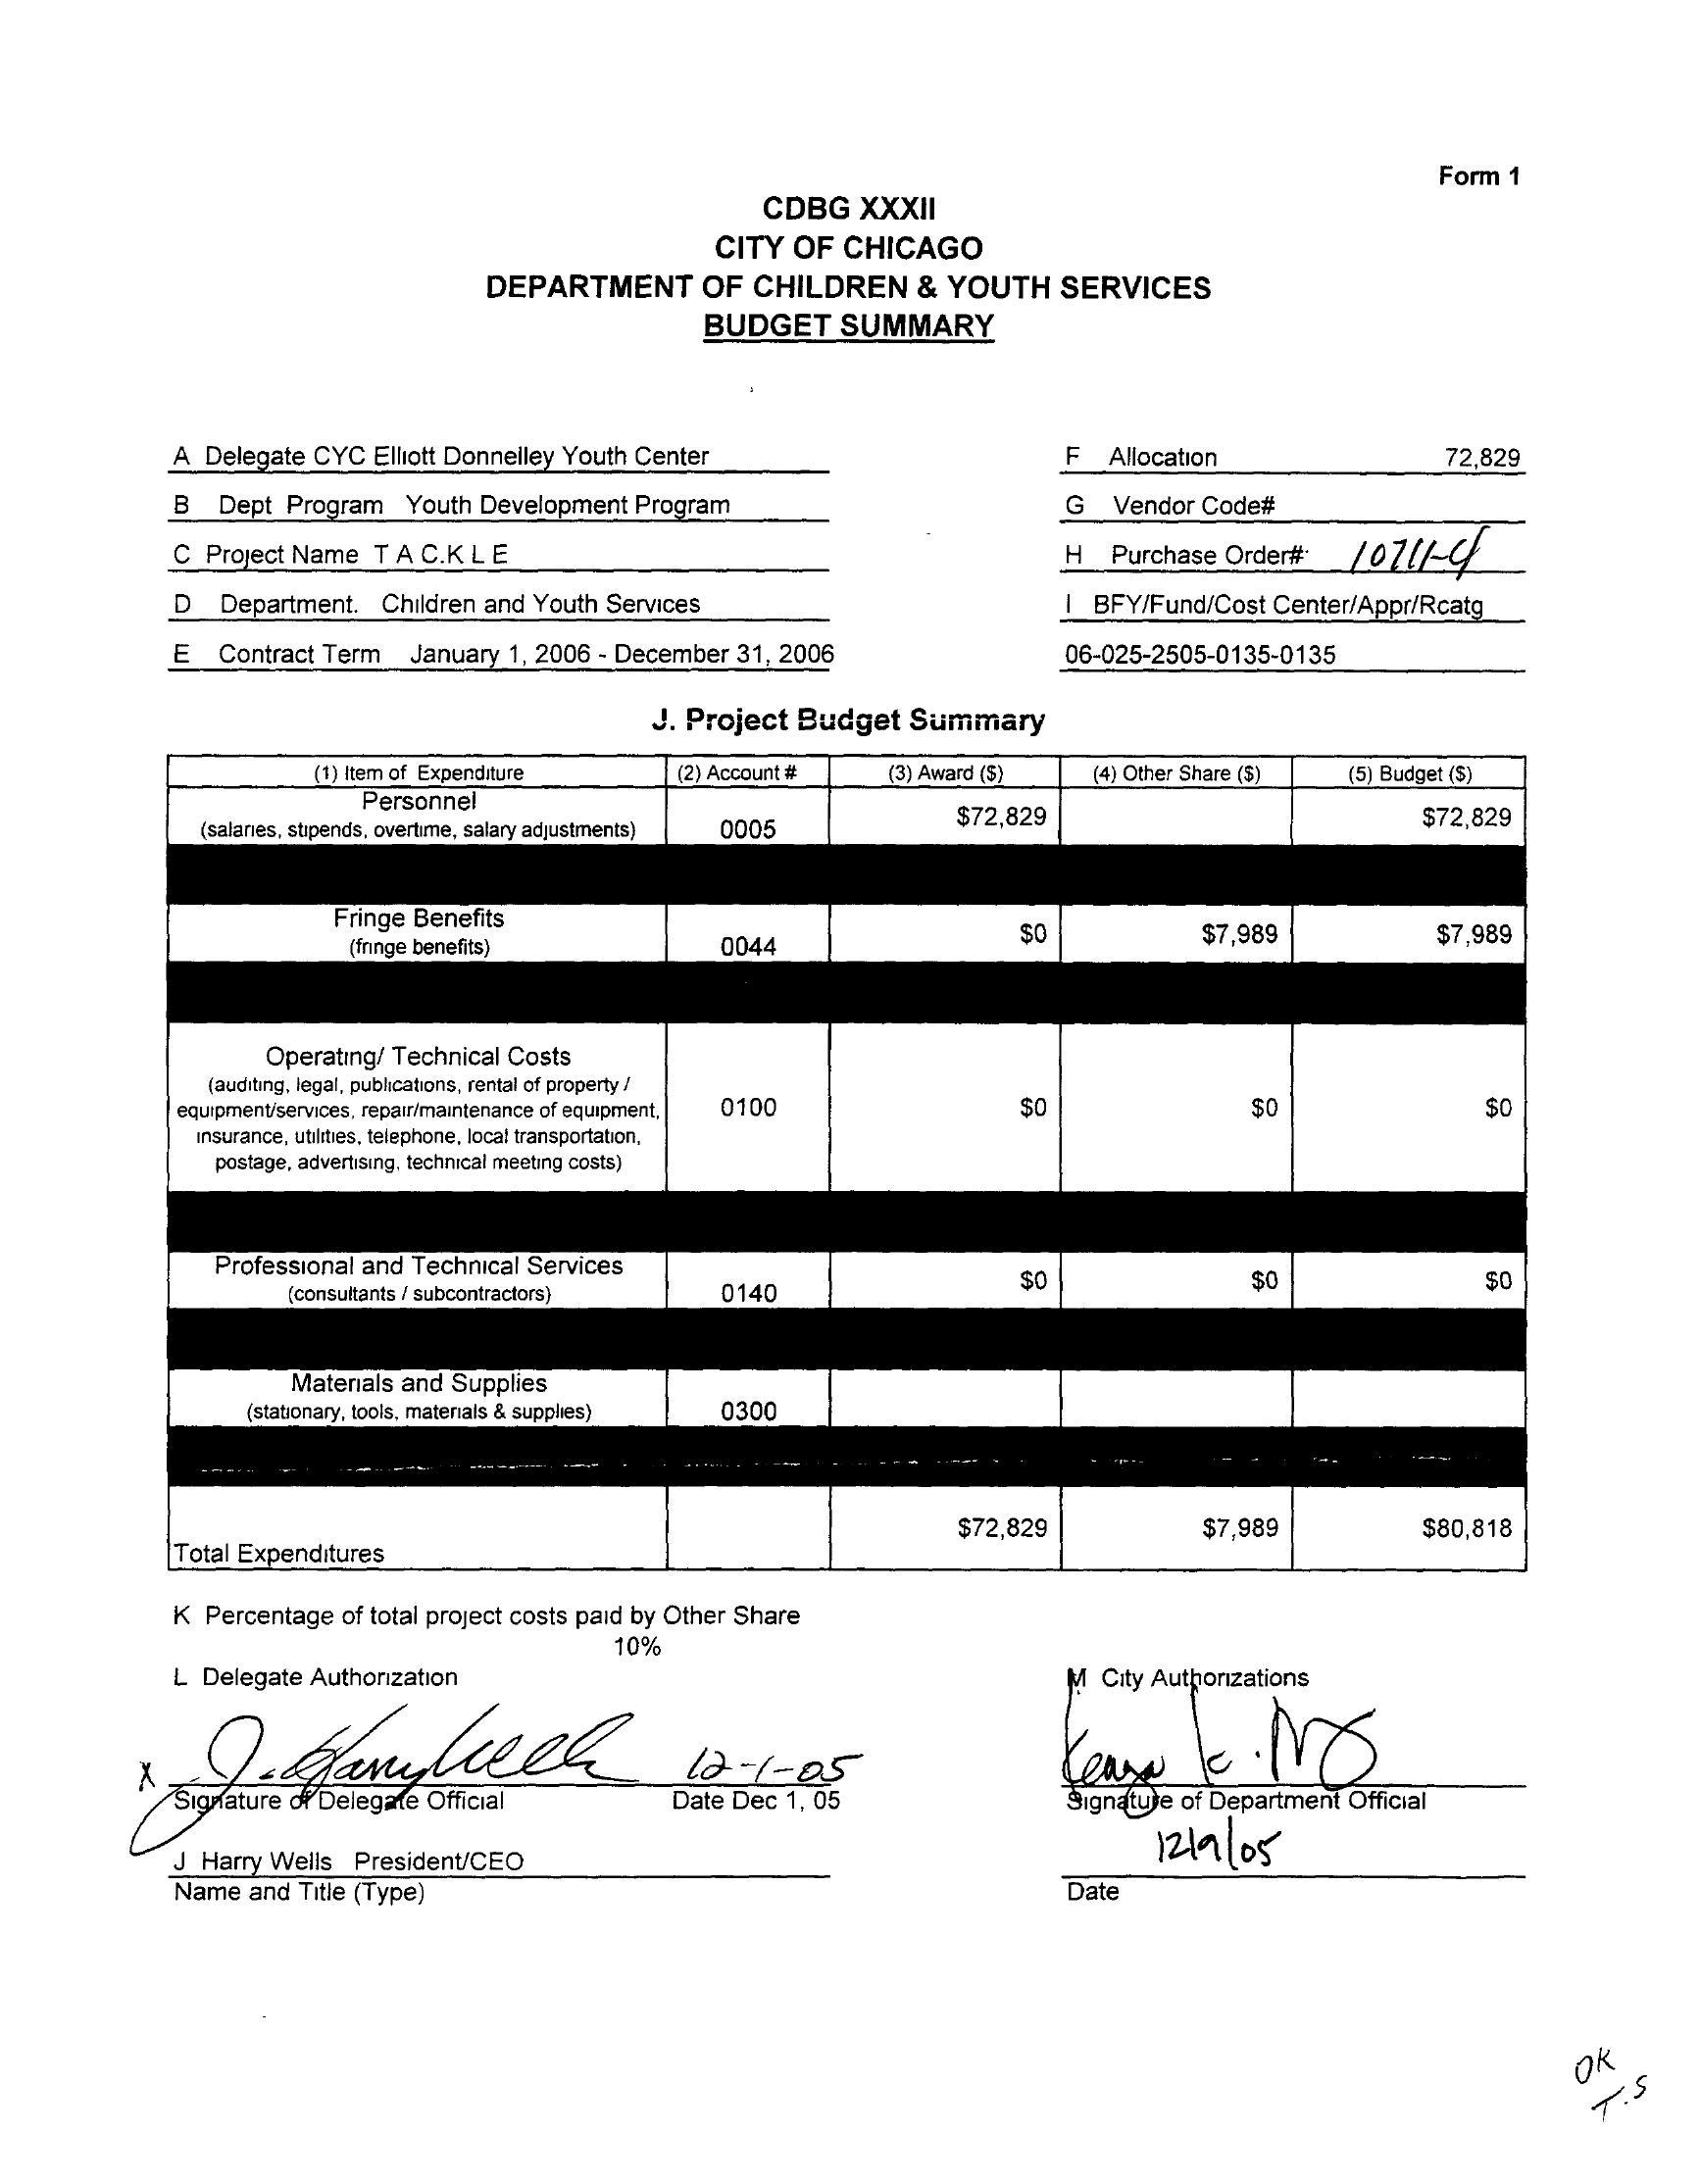 Form 1
CDBG XXXII
CITY OF CHICAGO
DEPARTMENT OF CHILDREN & YOUTH SERVICES
BUDGET SUMMARY
A Delegate CYC Elliott Donnelley Youth Center
F Allocation 72,829
B Dept Program Youth Development Program
G Vendor Code#
C Project Name T A C.K L E
H Purchase Order#:
D Department. Children and Youth Services
I BFY/Fund/Cost Center/Appr/Rcatg
E Contract Term January 1, 2006 - December 31, 2006
06-025-2505-0135-0135
J. Project Budget Summary
(1) Item of Expenditure (2) Account # (3) Award ($) (4) Other Share ($) (5) Budget ($)
Personnel
(salaries, stipends, overtime, salary adjustments) 0005 $72,829 $72,829
Fringe Benefits
(fringe benefits) 0044 $0 $7,989 $7,989
Operating/ Technical Costs
(auditing, legal, publications, rental of property /
equipment/services, repair/maintenance of equipment, 0100 $0 $0 $0
insurance, utilities, telephone, local transportation,
postage, advertising, technical meeting costs)
Professional and Technical Services
(consultants / subcontractors) 0140 $0 $0 $0
Materials and Supplies
(stationary, tools, materials & supplies) 0300
Total Expenditures $72,829 $7,989 $80,818
K Percentage of total project costs paid by Other Share
10%
L Delegate Authorization
M City Authorizations
X J. Harry Wells 12-1-05
Signature of Delegate Official Date Dec 1, 05
Signature of Department Official
12/9/05
J Harry Wells President/CEO
Name and Title (Type)
Date
OK
T.S